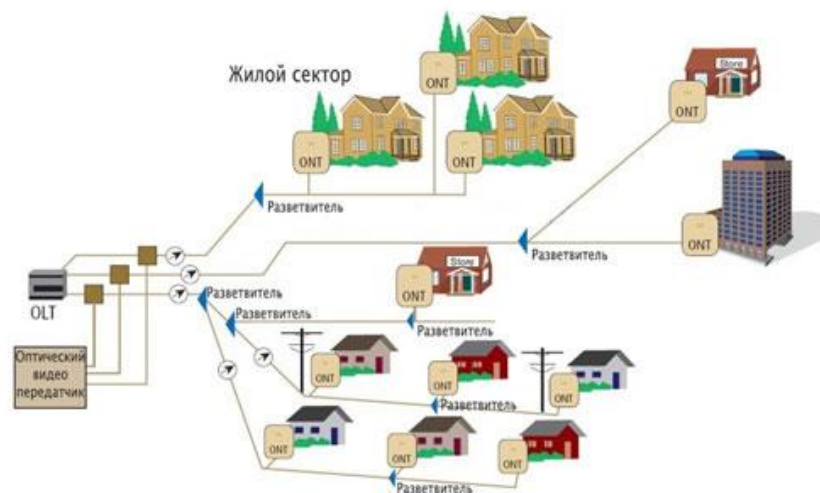 Жилой сектор
ONT
ONT
ONT
Store
ONT
Разветвитель
ONT
Разветвитель
Store
ONT
OLT
Разветвитель
Разветвитель
Разветвитель
Оптический
видео
передатчик
ONT
ONT
ONT
Разветвитель
ONT
ONT
ONT
Разветвитель